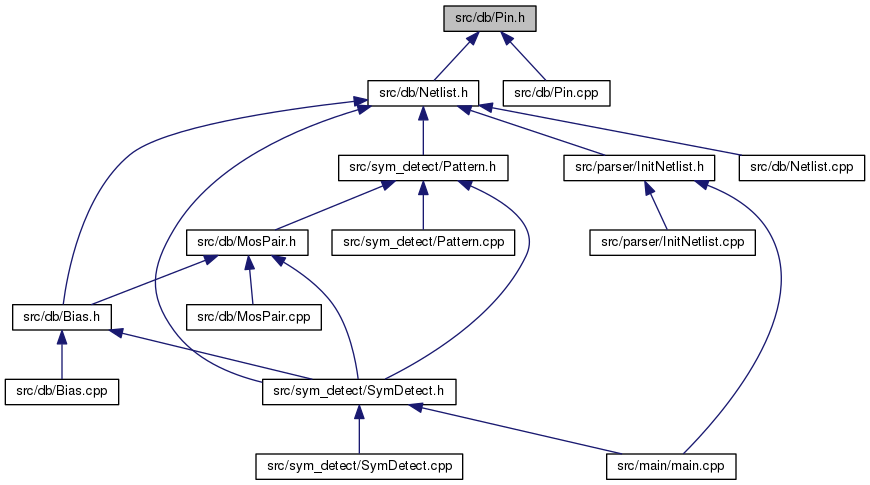 src/db/Pin.h
src/db/Netlist.h
src/db/Pin.cpp
src/sym_detect/Pattern.h
src/parser/InitNetlist.h
src/db/Netlist.cpp
src/db/MosPair.h
src/sym_detect/Pattern.cpp
src/parser/InitNetlist.cpp
src/db/Bias.h
src/db/MosPair.cpp
src/db/Bias.cpp
src/sym_detect/SymDetect.h
src/sym_detect/SymDetect.cpp
src/main/main.cpp